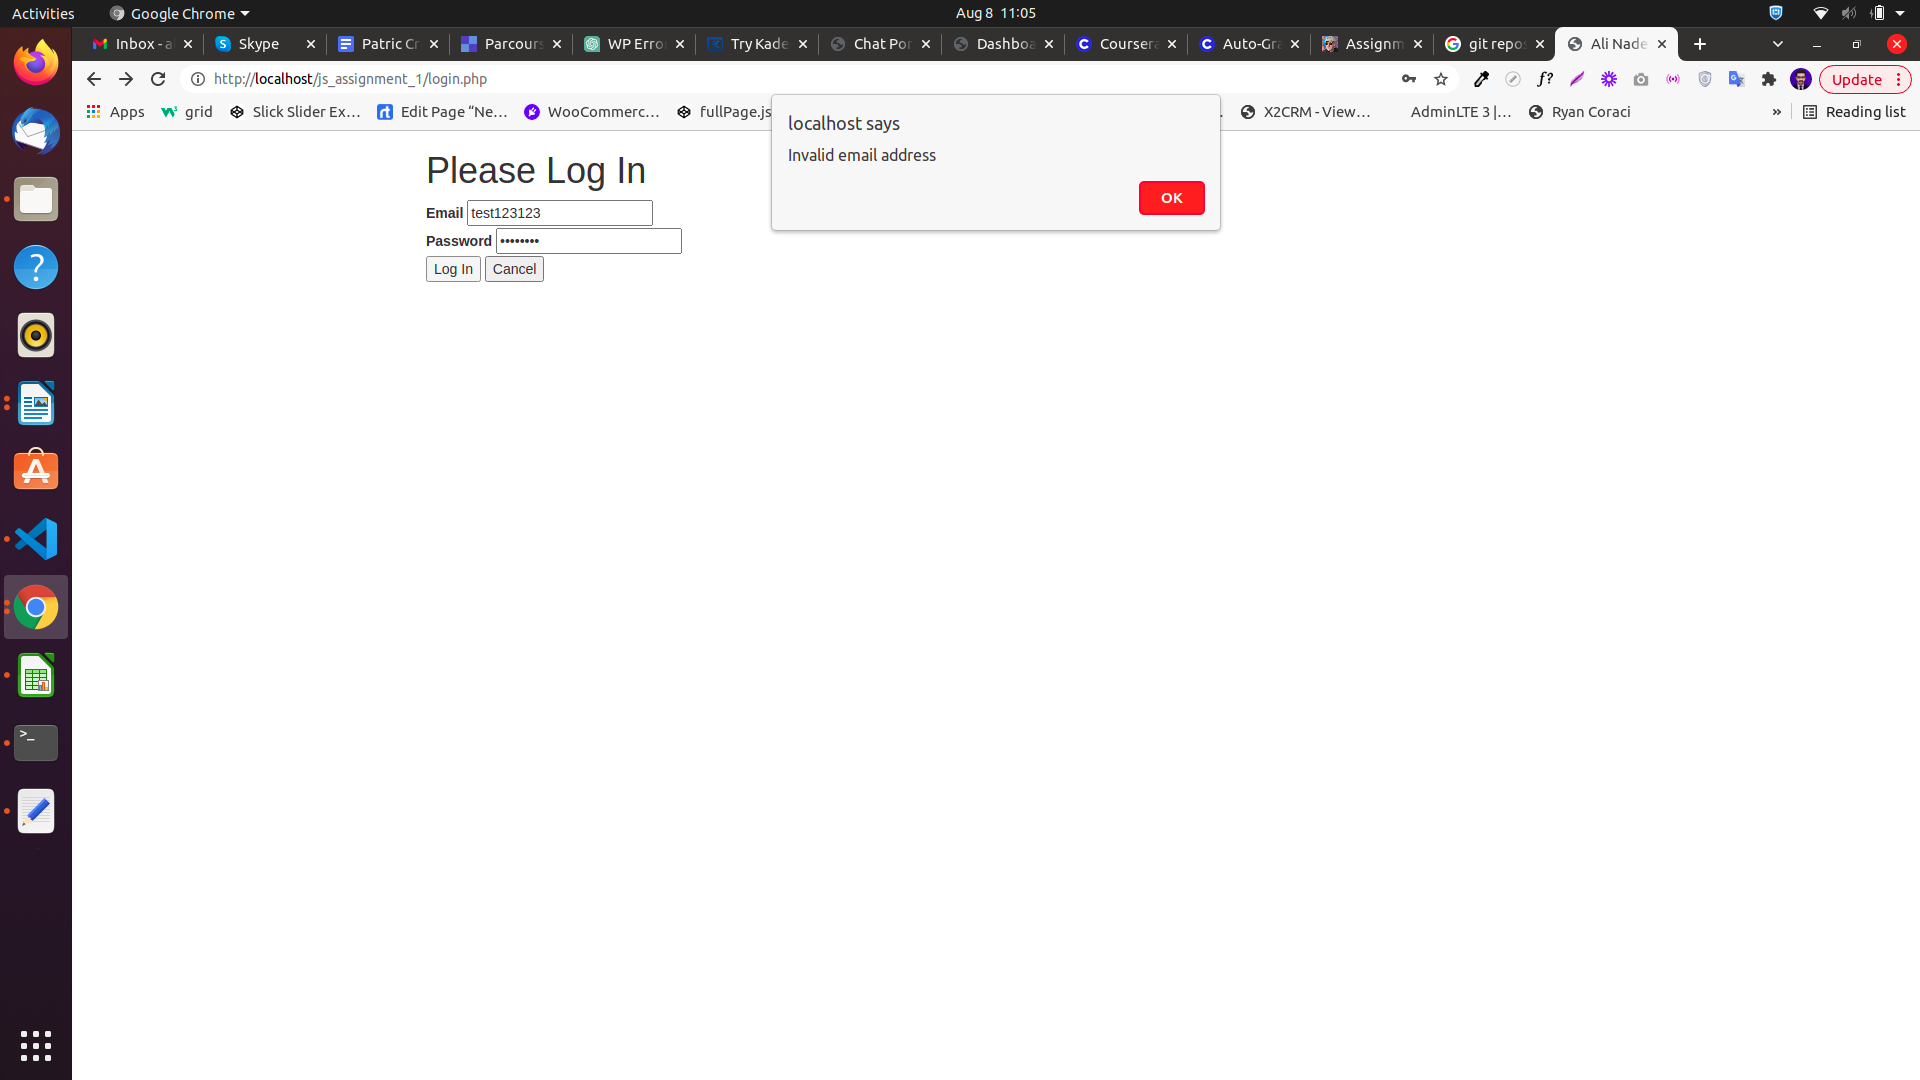 Activities Google Chrome Aug 8 11:05
Inbox - Skype Patric Cr Parcours WP Erro Try Kade Chat Por Dashboa Coursera Auto-Gra Assignm git repos Ali Nade
http://localhost/js_assignment_1/login.php Update
Apps grid Slick Slider Ex… Edit Page “Ne… WooCommerc… fullPage.js X2CRM - View… AdminLTE 3 |… Ryan Coraci » Reading list
localhost says
Invalid email address
OK
Please Log In
Email test123123
Password ••••••••
Log In Cancel